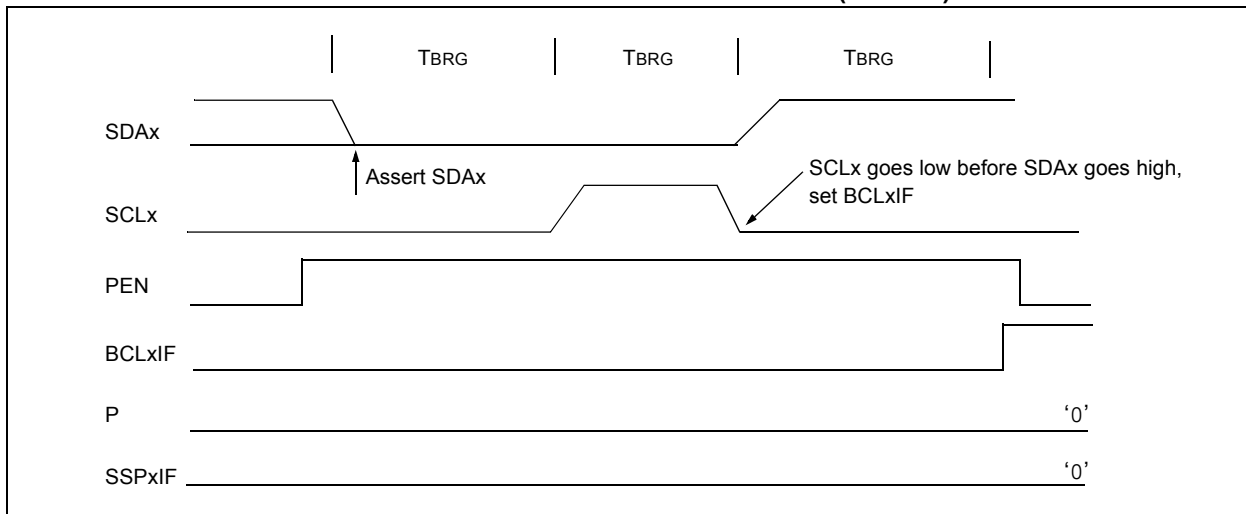 TBRG TBRG TBRG
SDAx
Assert SDAx
SCLx goes low before SDAx goes high,
set BCLxIF
SCLx
PEN
BCLxIF
P '0'
SSPxIF '0'